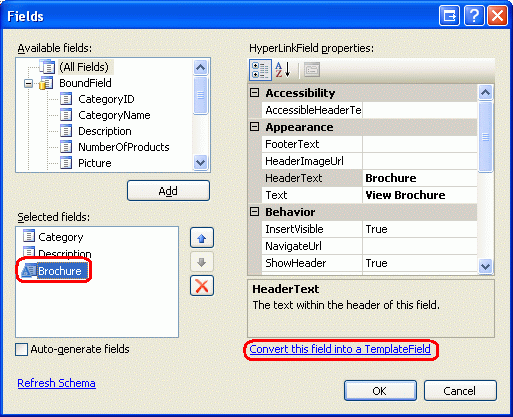 Fields
Available fields:
(All Fields)
BoundField
CategoryID
CategoryName
Description
NumberOfProducts
Picture
Add
Selected fields:
Category
Description
Brochure
Auto-generate fields
Refresh Schema
HyperLinkField properties:
Accessibility
AccessibleHeaderTe
Appearance
FooterText
HeaderImageUrl
HeaderText Brochure
Text View Brochure
Behavior
InsertVisible True
NavigateUrl
ShowHeader True
HeaderText
The text within the header of this field.
Convert this field into a TemplateField
OK
Cancel